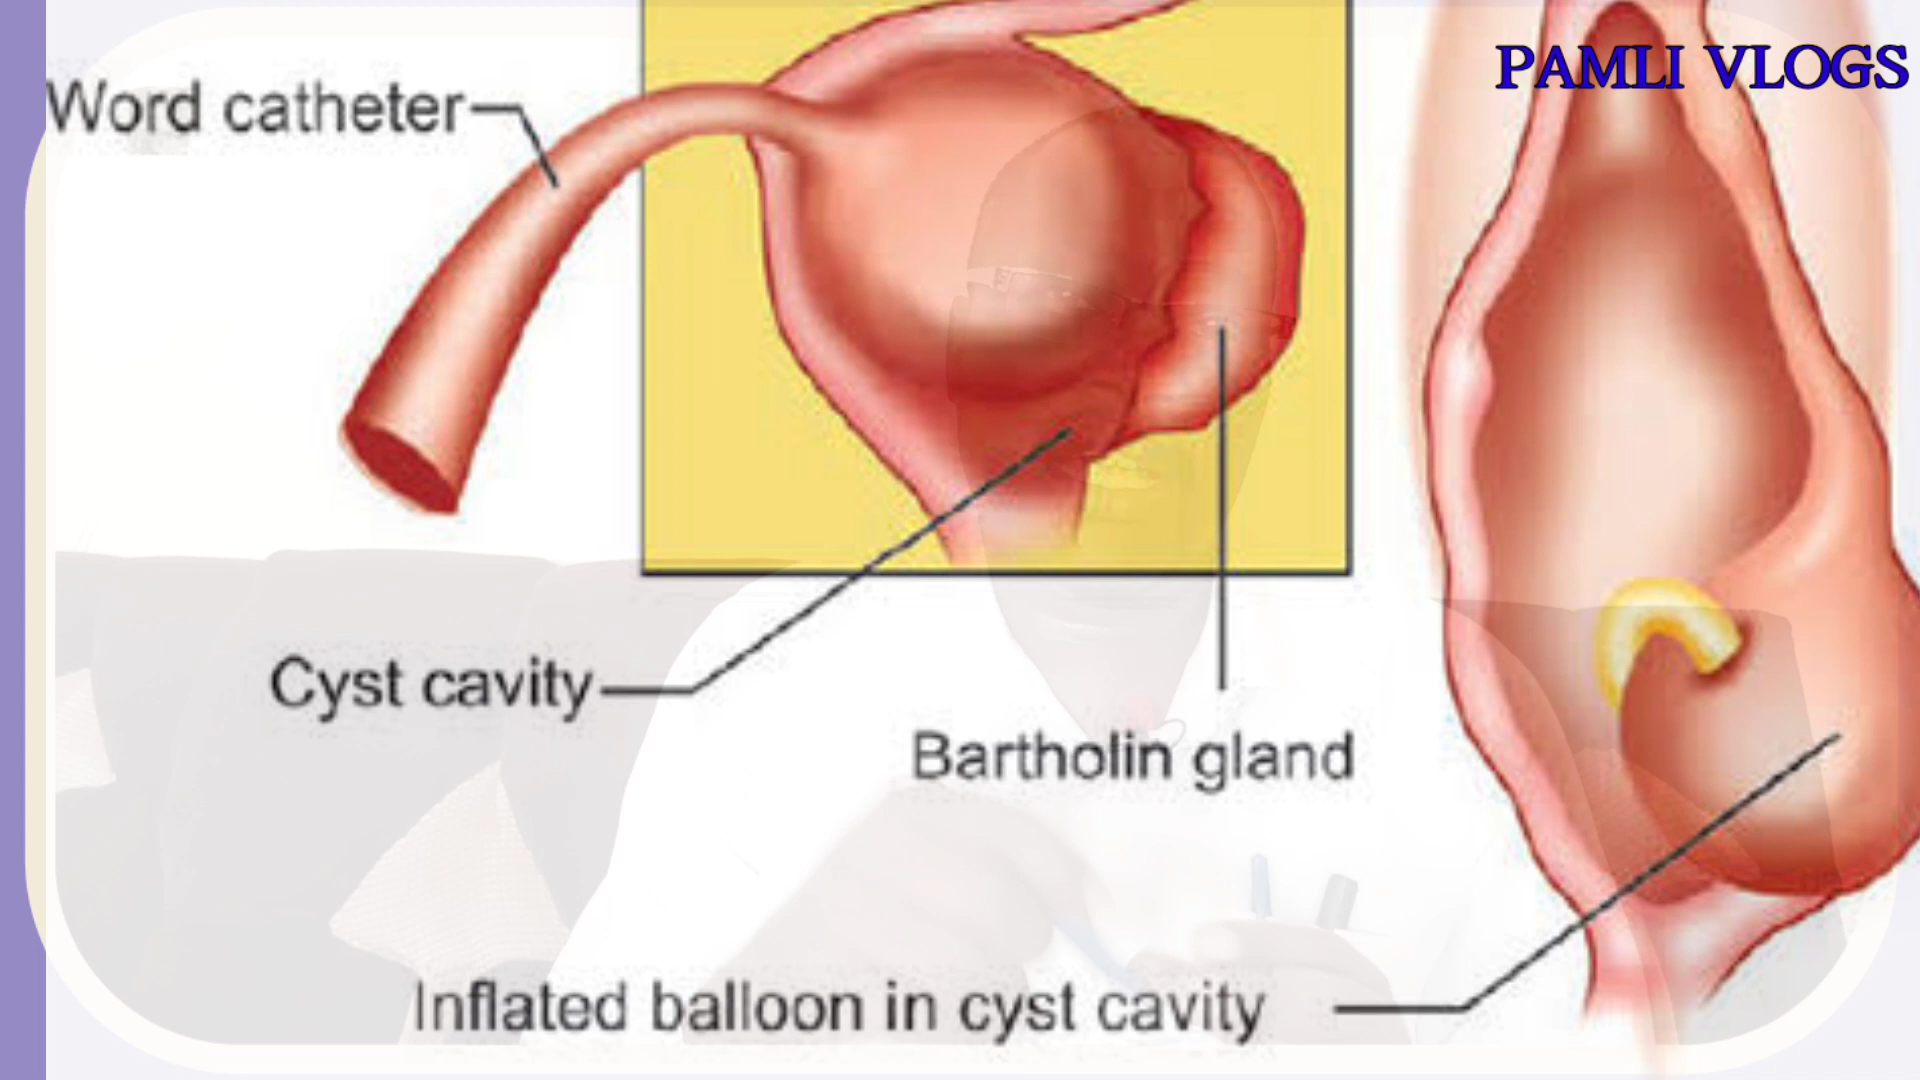 PAMLI VLOGS
Word catheter
Cyst cavity
Bartholin gland
Inflated balloon in cyst cavity